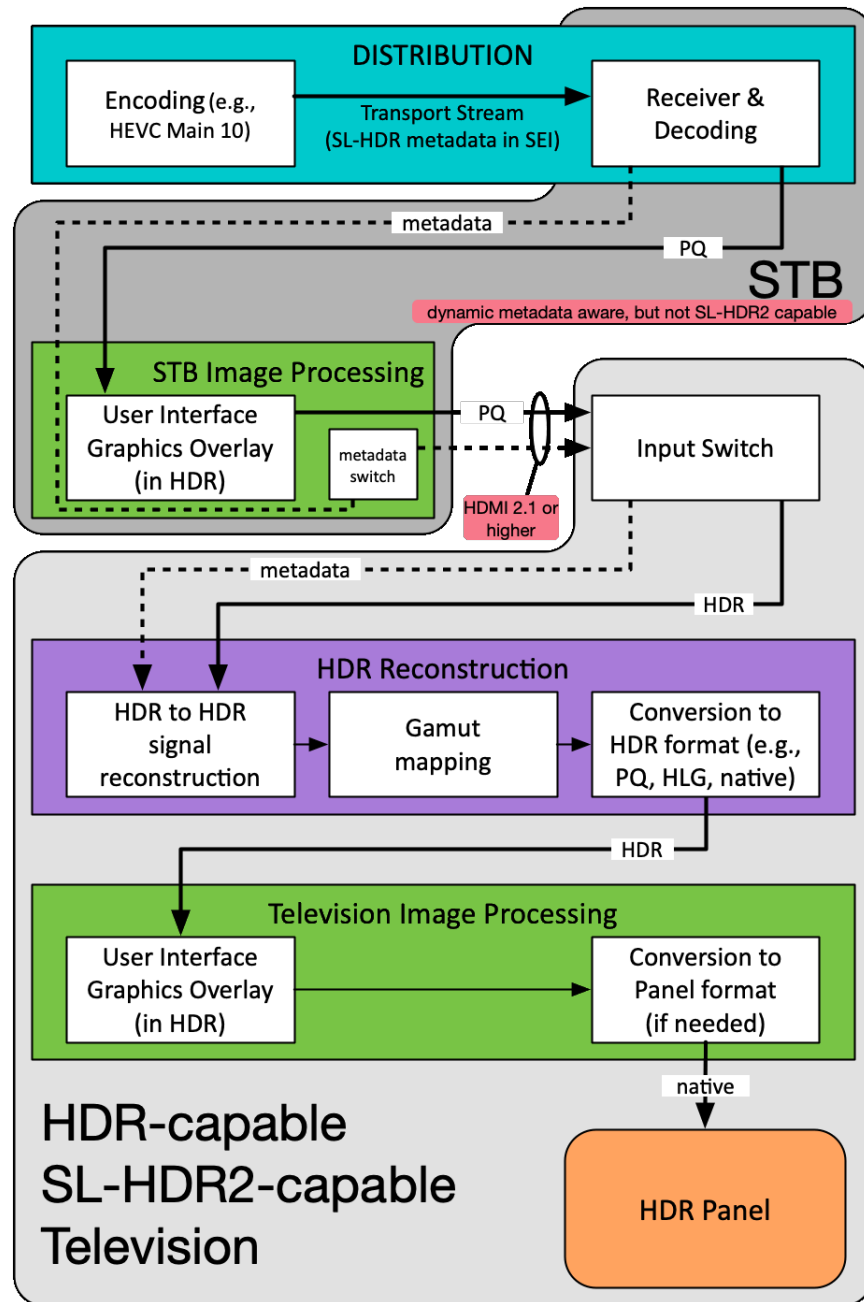 DISTRIBUTION
Encoding (e.g.,
HEVC Main 10)
Transport Stream
(SL-HDR metadata in SEI)
Receiver &
Decoding
metadata
PQ
STB
dynamic metadata aware, but not SL-HDR2 capable
STB Image Processing
User Interface
Graphics Overlay
(in HDR)
metadata
switch
PQ
HDMI 2.1 or
higher
Input Switch
metadata
HDR
HDR Reconstruction
HDR to HDR
signal
reconstruction
Gamut
mapping
Conversion to
HDR format (e.g.,
PQ, HLG, native)
HDR
Television Image Processing
User Interface
Graphics Overlay
(in HDR)
Conversion to
Panel format
(if needed)
native
HDR-capable
SL-HDR2-capable
Television
HDR Panel